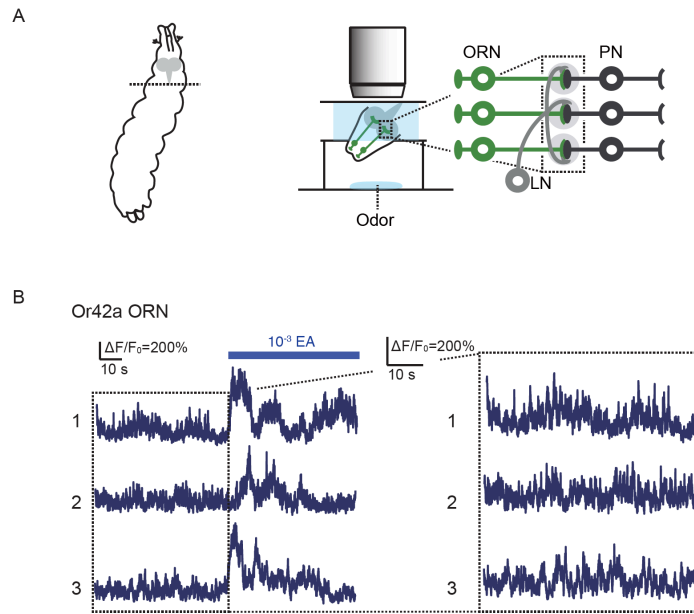 A
ORN
PN
LN
Odor
B
Or42a ORN
ΔF/F₀=200%
10 s
10⁻³ EA
ΔF/F₀=200%
10 s
1
2
3
1
2
3